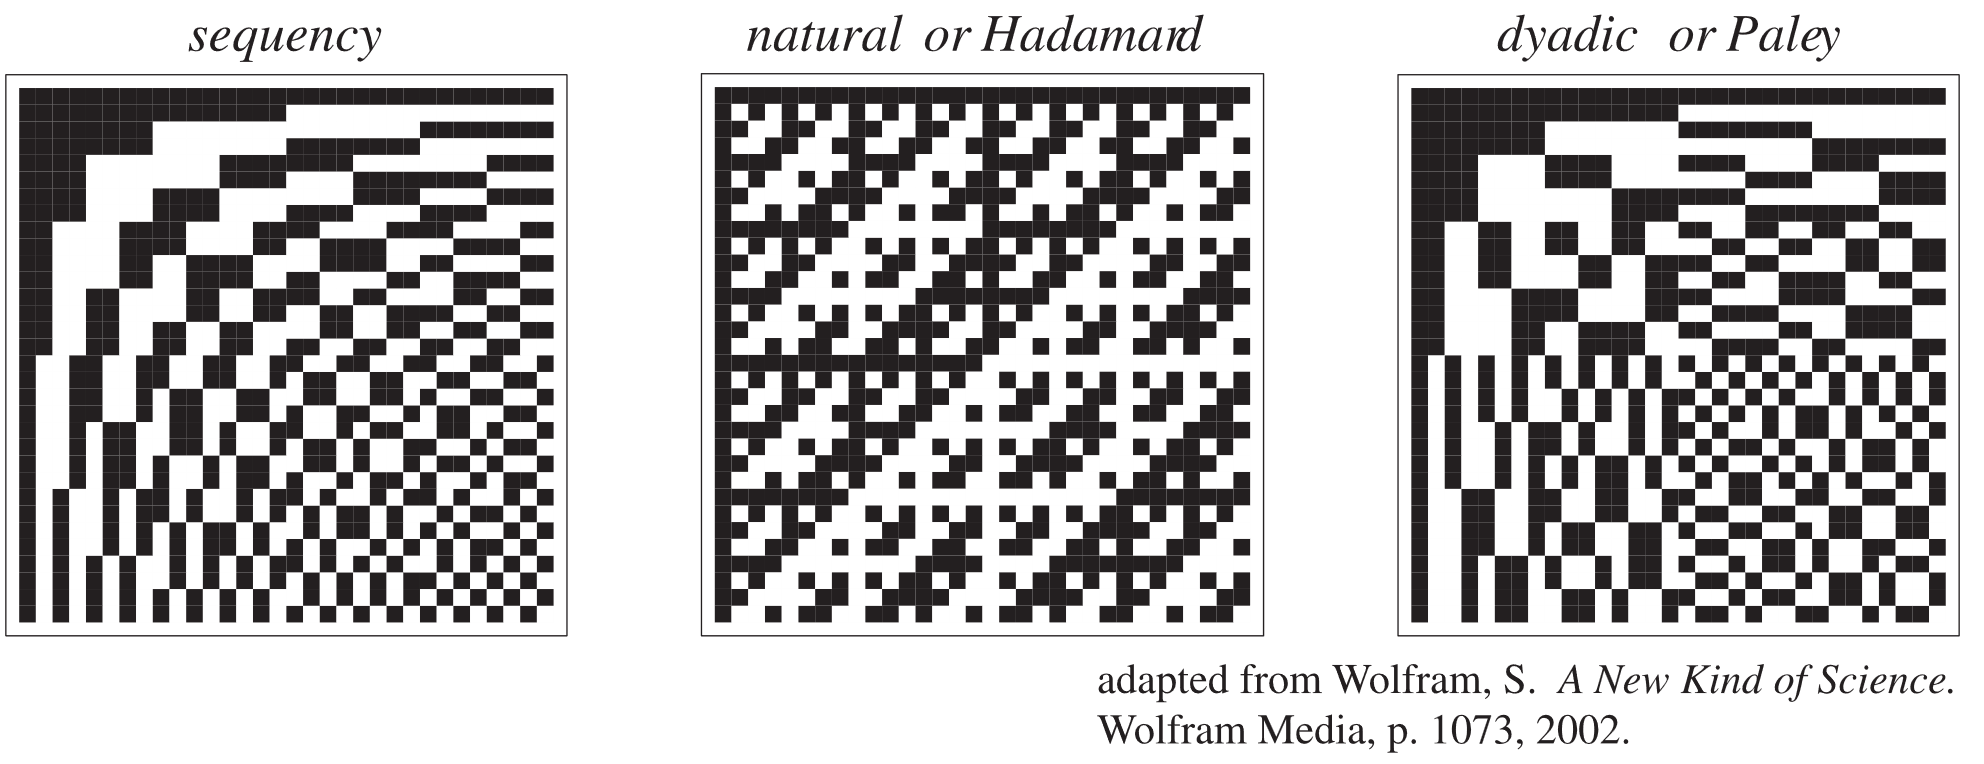 sequency
natural or Hadamard
dyadic or Paley
adapted from Wolfram, S. A New Kind of Science.
Wolfram Media, p. 1073, 2002.